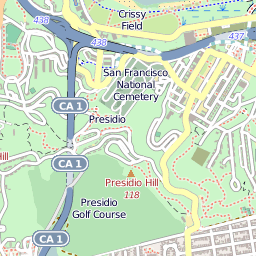 Crissy
Field
438
438
437
San Francisco
National
Cemetery
CA 1
Presidio
Hill
CA 1
Presidio Hill
118
Presidio
Golf Course
CA 1